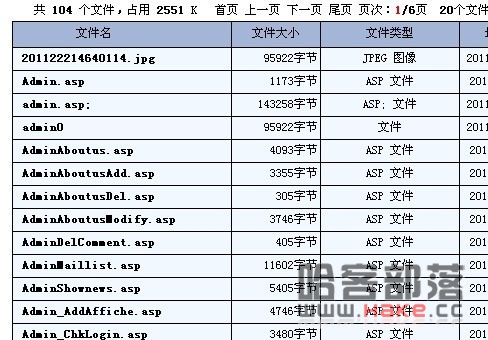 共 104 个文件,占用 2551 K 首页 上一页 下一页 尾页 页次:1/6页 20个文件
文件名 文件大小 文件类型
201122214640114.jpg 95922字节 JPEG 图像 2011
Admin.asp 1173字节 ASP 文件 201
admin.asp; 143258字节 ASP; 文件 201
admin0 95922字节 文件 2011
AdminAboutus.asp 4093字节 ASP 文件 201
AdminAboutusAdd.asp 3355字节 ASP 文件 201
AdminAboutusDel.asp 305字节 ASP 文件 201
AdminAboutusModify.asp 3746字节 ASP 文件 201
AdminDelComment.asp 405字节 ASP 文件 201
AdminMaillist.asp 11602字节 ASP 文件 201
AdminShownews.asp 5405字节 ASP 文件 201
Admin_AddAffiche.asp 4746字节 ASP 文件 201
Admin_ChkLogin.asp 3480字节 ASP 文件 201
哈客部落
www.Hake.cc